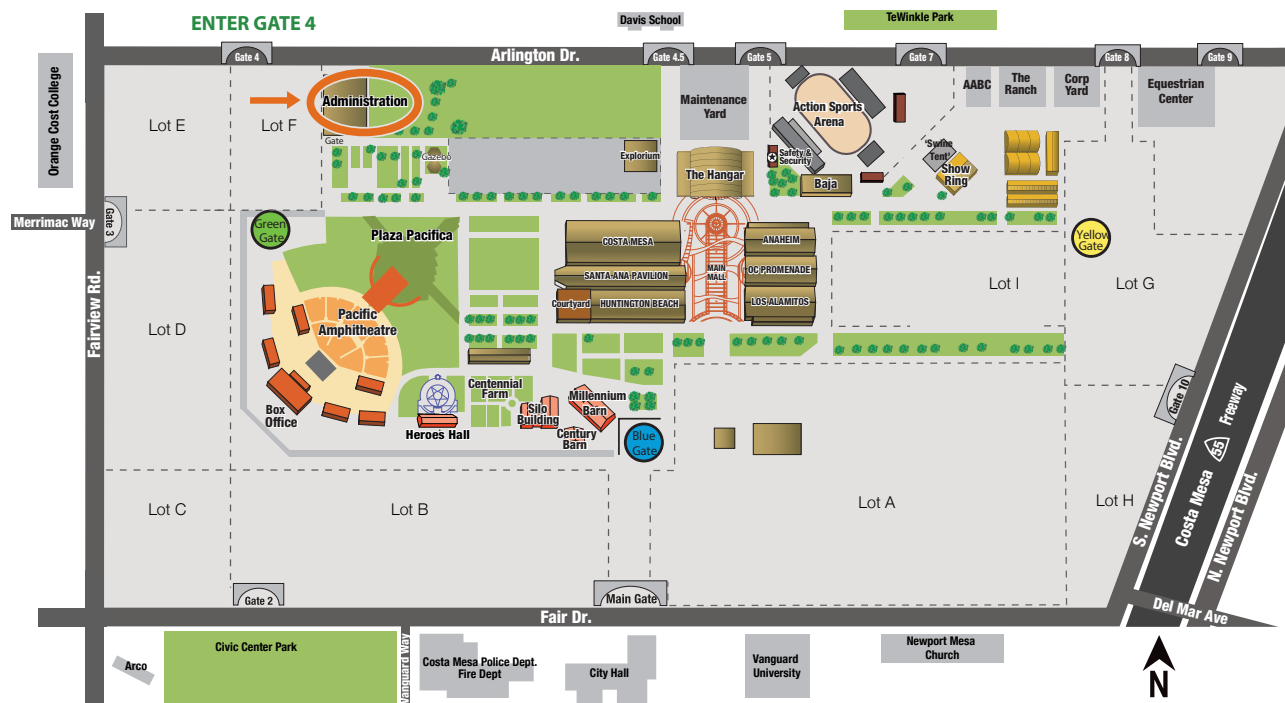 ENTER GATE 4
Davis School
TeWinkle Park
Gate 4
Arlington Dr.
Gate 4.5
Gate 5
Gate 7
Gate 8
Gate 9
Orange Cost College
Lot E
Lot F
Administration
Gate
Gazebo
Explorium
Maintenance
Yard
Action Sports
Arena
AABC
The
Ranch
Corp
Yard
Equestrian
Center
The Hangar
Safety &
Security
Baja
'Swine
Tent'
Show
Ring
Merrimac Way
Gate 3
Green
Gate
Plaza Pacifica
COSTA MESA
SANTA-ANA PAVILION
Courtyard
HUNTINGTON BEACH
MAIN
MALL
ANAHEIM
OC PROMENADE
LOS ALAMITOS
Yellow
Gate
Lot I
Lot G
Fairview Rd.
Lot D
Pacific
Amphitheatre
Box
Office
Heroes Hall
Centennial
Farm
Silo
Building
Millennium
Barn
Century
Barn
Blue
Gate
Gate 10
S. Newport Blvd.
Costa Mesa
55
Freeway
N. Newport Blvd.
Lot C
Lot B
Lot A
Lot H
Gate 2
Main Gate
Fair Dr.
Del Mar Ave
Arco
Civic Center Park
Vanguard Way
Costa Mesa Police Dept.
Fire Dept
City Hall
Vanguard
University
Newport Mesa
Church
N